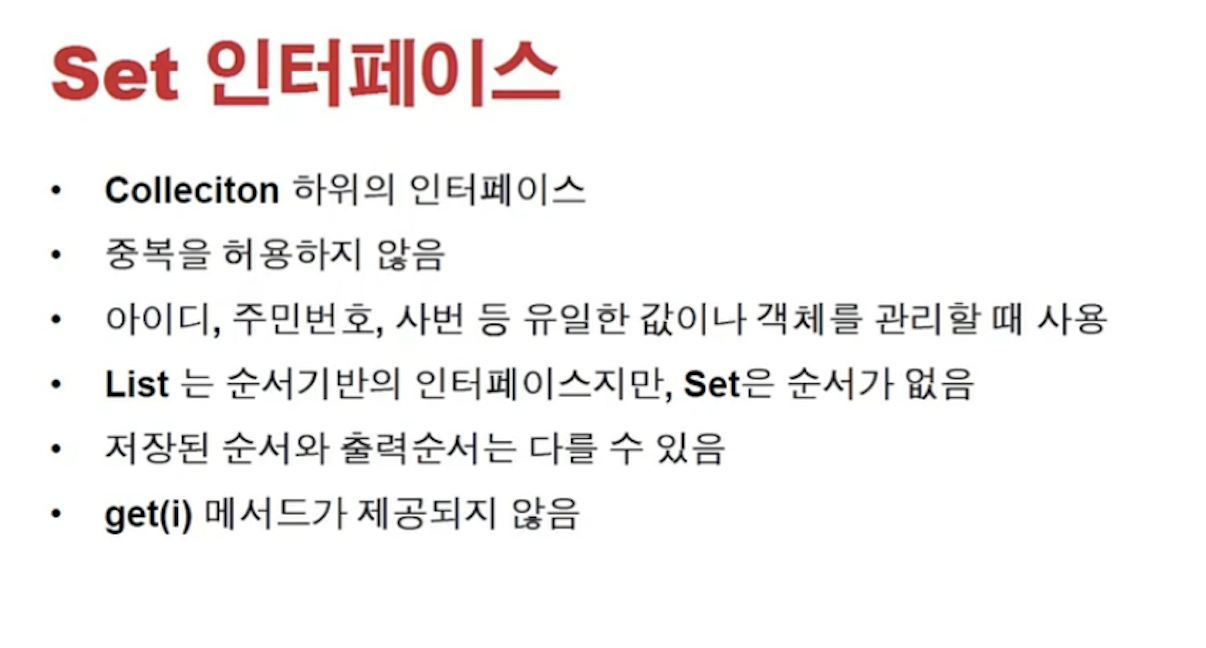 Set 인터페이스
• Colleciton 하위의 인터페이스
• 중복을 허용하지 않음
• 아이디, 주민번호, 사번 등 유일한 값이나 객체를 관리할 때 사용
• List 는 순서기반의 인터페이스지만, Set은 순서가 없음
• 저장된 순서와 출력순서는 다를 수 있음
• get(i) 메서드가 제공되지 않음